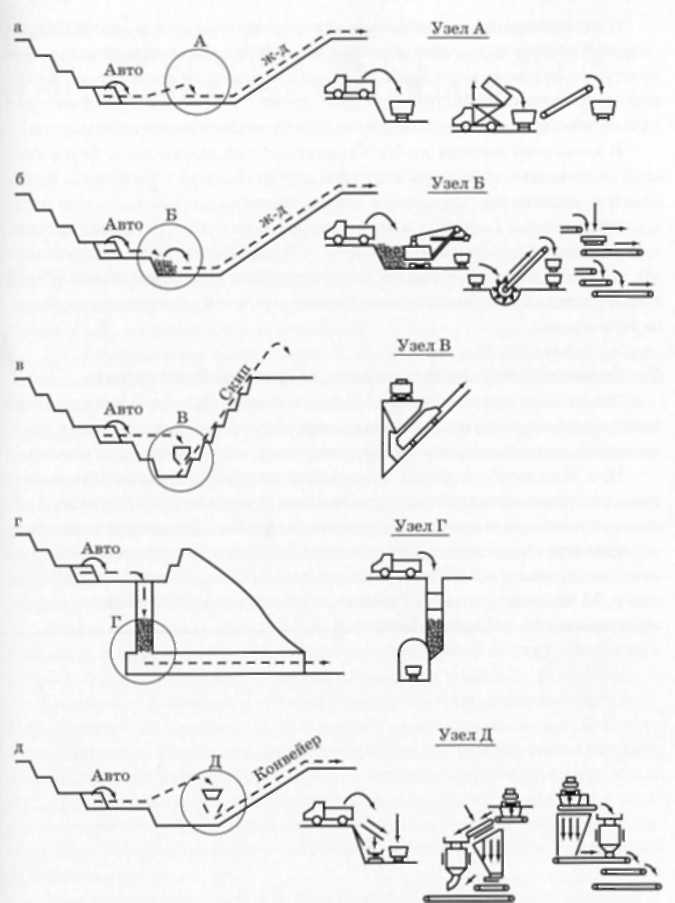 а
А
Узел А
Авто
ж-д
б
Б
Узел Б
Авто
ж-д
в
Скип
Узел В
Авто
В
г
Узел Г
Авто
Г
д
Д
Узел Д
Авто
Конвейер